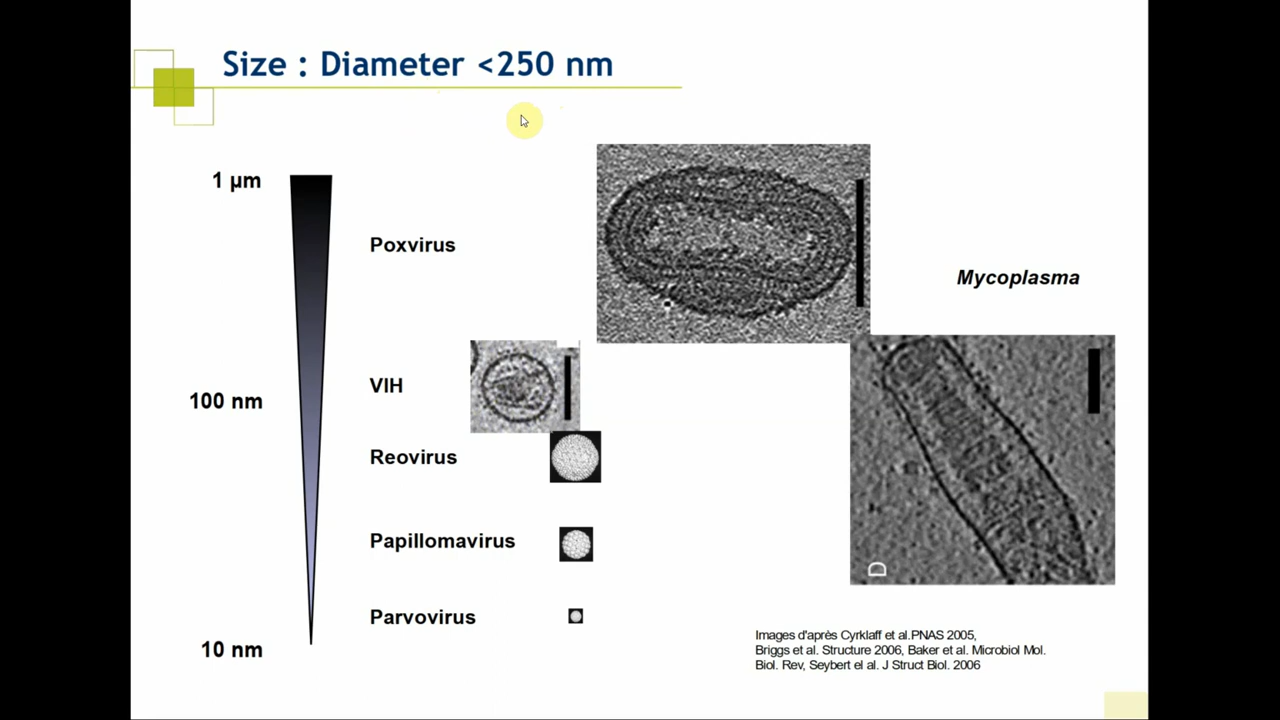 Size : Diameter <250 nm
1 µm
Poxvirus
Mycoplasma
VIH
100 nm
Reovirus
Papillomavirus
Parvovirus
10 nm
D
Images d'après Cyrklaff et al.PNAS 2005,
Briggs et al. Structure 2006, Baker et al. Microbiol Mol.
Biol. Rev, Seybert el al. J Struct Biol. 2006